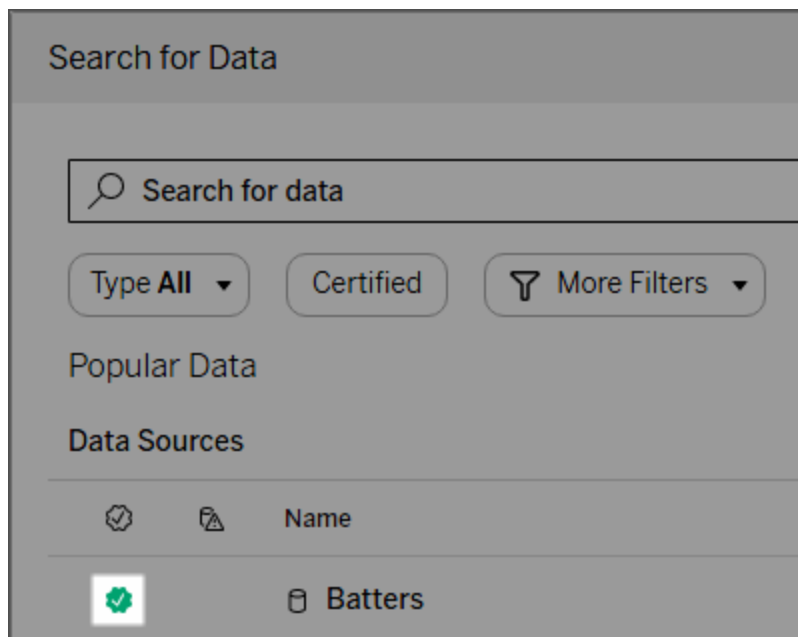 Search for Data
Search for data
Type All Certified More Filters
Popular Data
Data Sources
Name
Batters